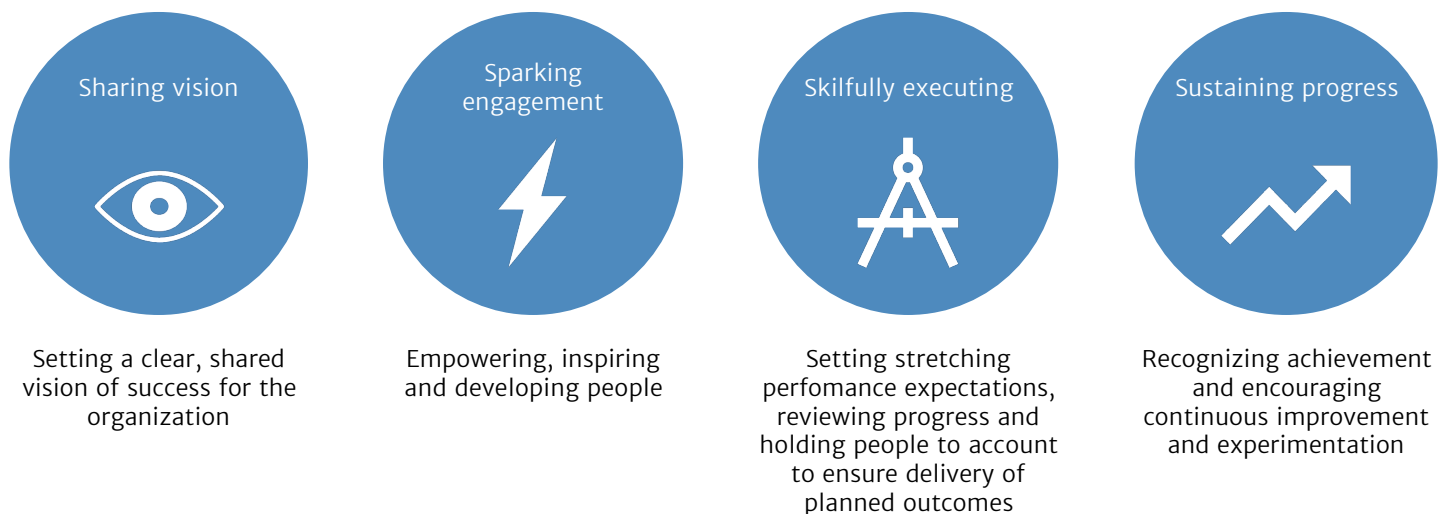 Sharing vision
Setting a clear, shared
vision of success for the
organization
Sparking
engagement
Empowering, inspiring
and developing people
Skilfully executing
Setting stretching
perfomance expectations,
reviewing progress and
holding people to account
to ensure delivery of
planned outcomes
Sustaining progress
Recognizing achievement
and encouraging
continuous improvement
and experimentation